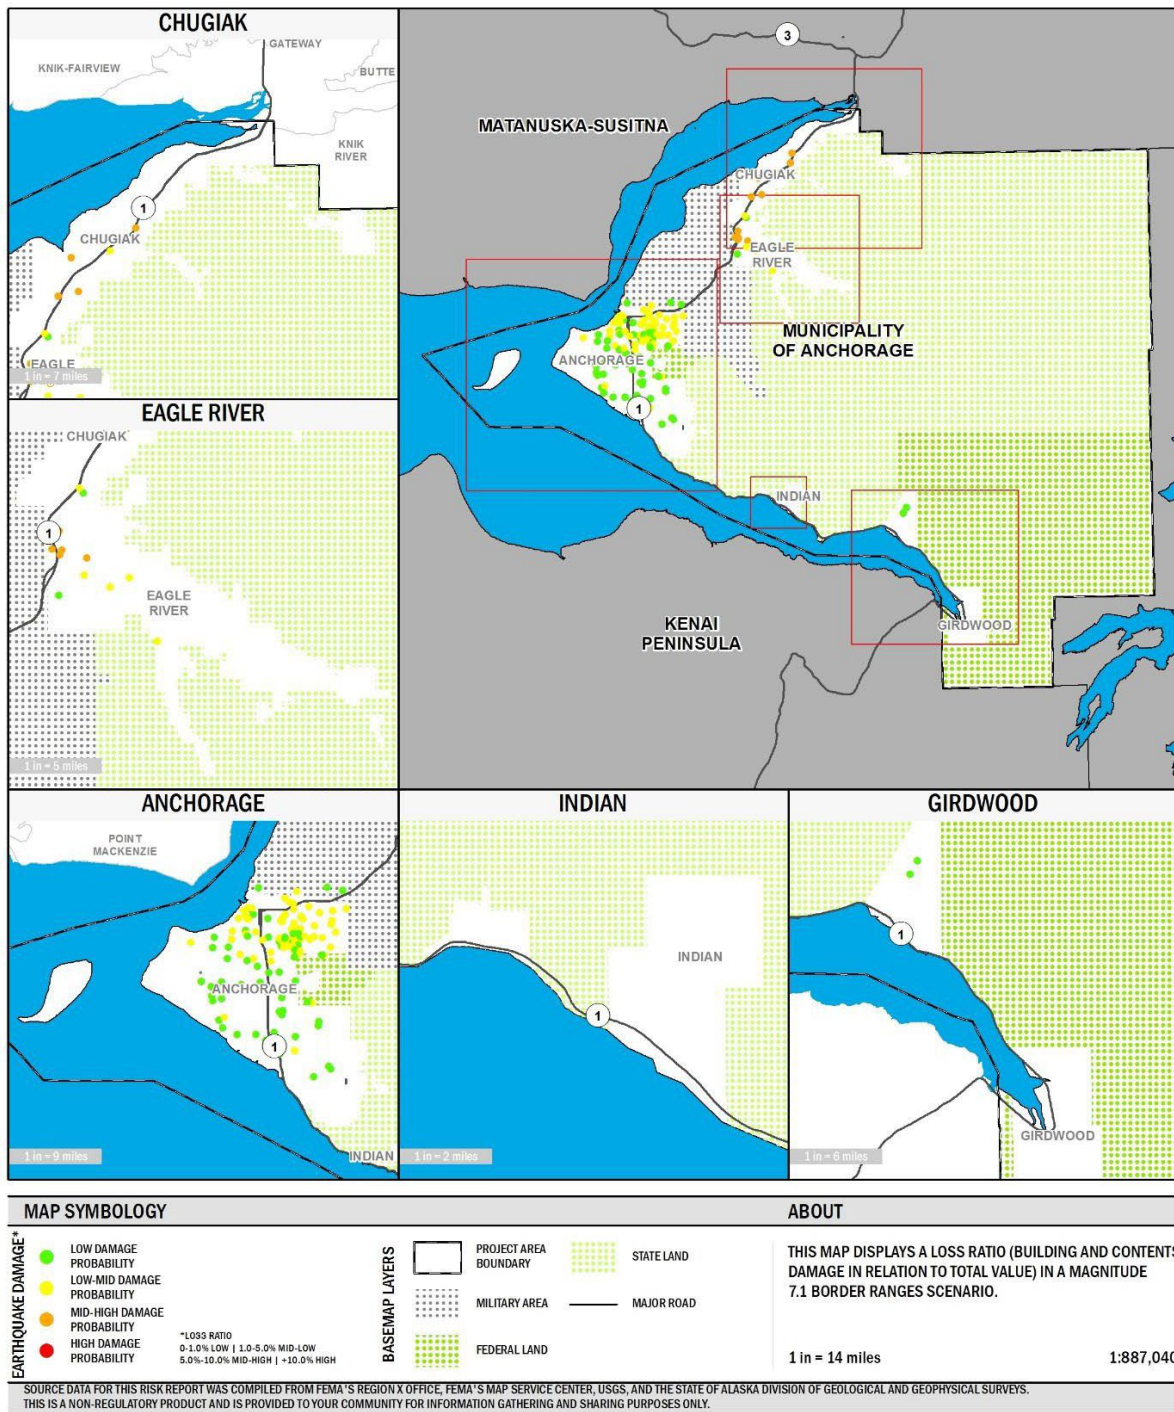 CHUGIAK
GATEWAY
KNIK-FAIRVIEW
BUTTE
KNIK
RIVER
1
CHUGIAK
EAGLE
1 in = 7 miles
3
MATANUSKA-SUSITNA
CHUGIAK
EAGLE
RIVER
MUNICIPALITY
OF ANCHORAGE
ANCHORAGE
1
INDIAN
KENAI
PENINSULA
GIRDWOOD
EAGLE RIVER
CHUGIAK
1
EAGLE
RIVER
1 in = 5 miles
ANCHORAGE
POINT
MACKENZIE
ANCHORAGE
1
INDIAN
1 in = 9 miles
INDIAN
INDIAN
1
1 in = 2 miles
GIRDWOOD
1
GIRDWOOD
1 in = 6 miles
MAP SYMBOLOGY
EARTHQUAKE DAMAGE*
LOW DAMAGE
PROBABILITY
LOW-MID DAMAGE
PROBABILITY
MID-HIGH DAMAGE
PROBABILITY
HIGH DAMAGE
PROBABILITY
*LOSS RATIO
0-1.0% LOW | 1.0-5.0% MID-LOW
5.0%-10.0% MID-HIGH | +10.0% HIGH
BASEMAP LAYERS
PROJECT AREA
BOUNDARY
MILITARY AREA
FEDERAL LAND
STATE LAND
MAJOR ROAD
ABOUT
THIS MAP DISPLAYS A LOSS RATIO (BUILDING AND CONTENTS
DAMAGE IN RELATION TO TOTAL VALUE) IN A MAGNITUDE
7.1 BORDER RANGES SCENARIO.
1 in = 14 miles
1:887,040
SOURCE DATA FOR THIS RISK REPORT WAS COMPILED FROM FEMA'S REGION X OFFICE, FEMA'S MAP SERVICE CENTER, USGS, AND THE STATE OF ALASKA DIVISION OF GEOLOGICAL AND GEOPHYSICAL SURVEYS.
THIS IS A NON-REGULATORY PRODUCT AND IS PROVIDED TO YOUR COMMUNITY FOR INFORMATION GATHERING AND SHARING PURPOSES ONLY.